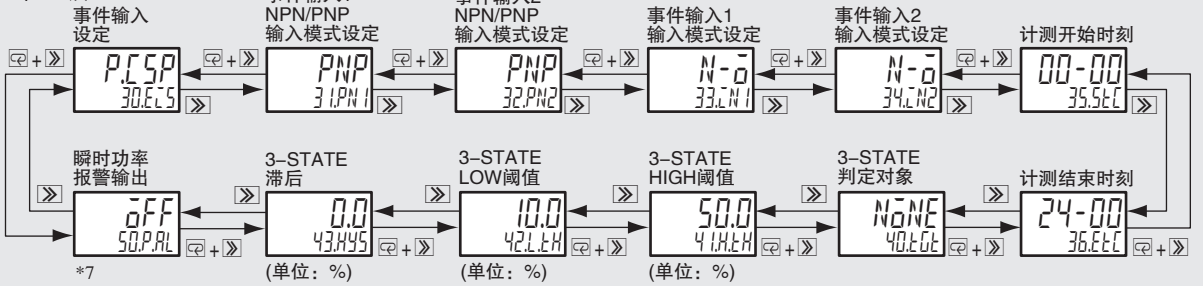 事件输入
设定
NPN/PNP
输入模式设定
NPN/PNP
输入模式设定
事件输入1
输入模式设定
事件输入2
输入模式设定
计测开始时刻
+
P.CSP
30.ECS
+
PNP
31.PN1
+
PNP
32.PN2
+
N-o
33.IN1
+
N-o
34.IN2
+
00-00
35.StC
瞬时功率
报警输出
3–STATE
滞后
3–STATE
LOW阈值
3–STATE
HIGH阈值
3–STATE
判定对象
计测结束时刻
oFF
50.P.AL
+
0.0
43.HYS
+
10.0
42.L.tH
+
50.0
41.H.tH
+
NoNE
40.tGt
+
24-00
36.EtC
+
*7
(单位：%)
(单位：%)
(单位：%)